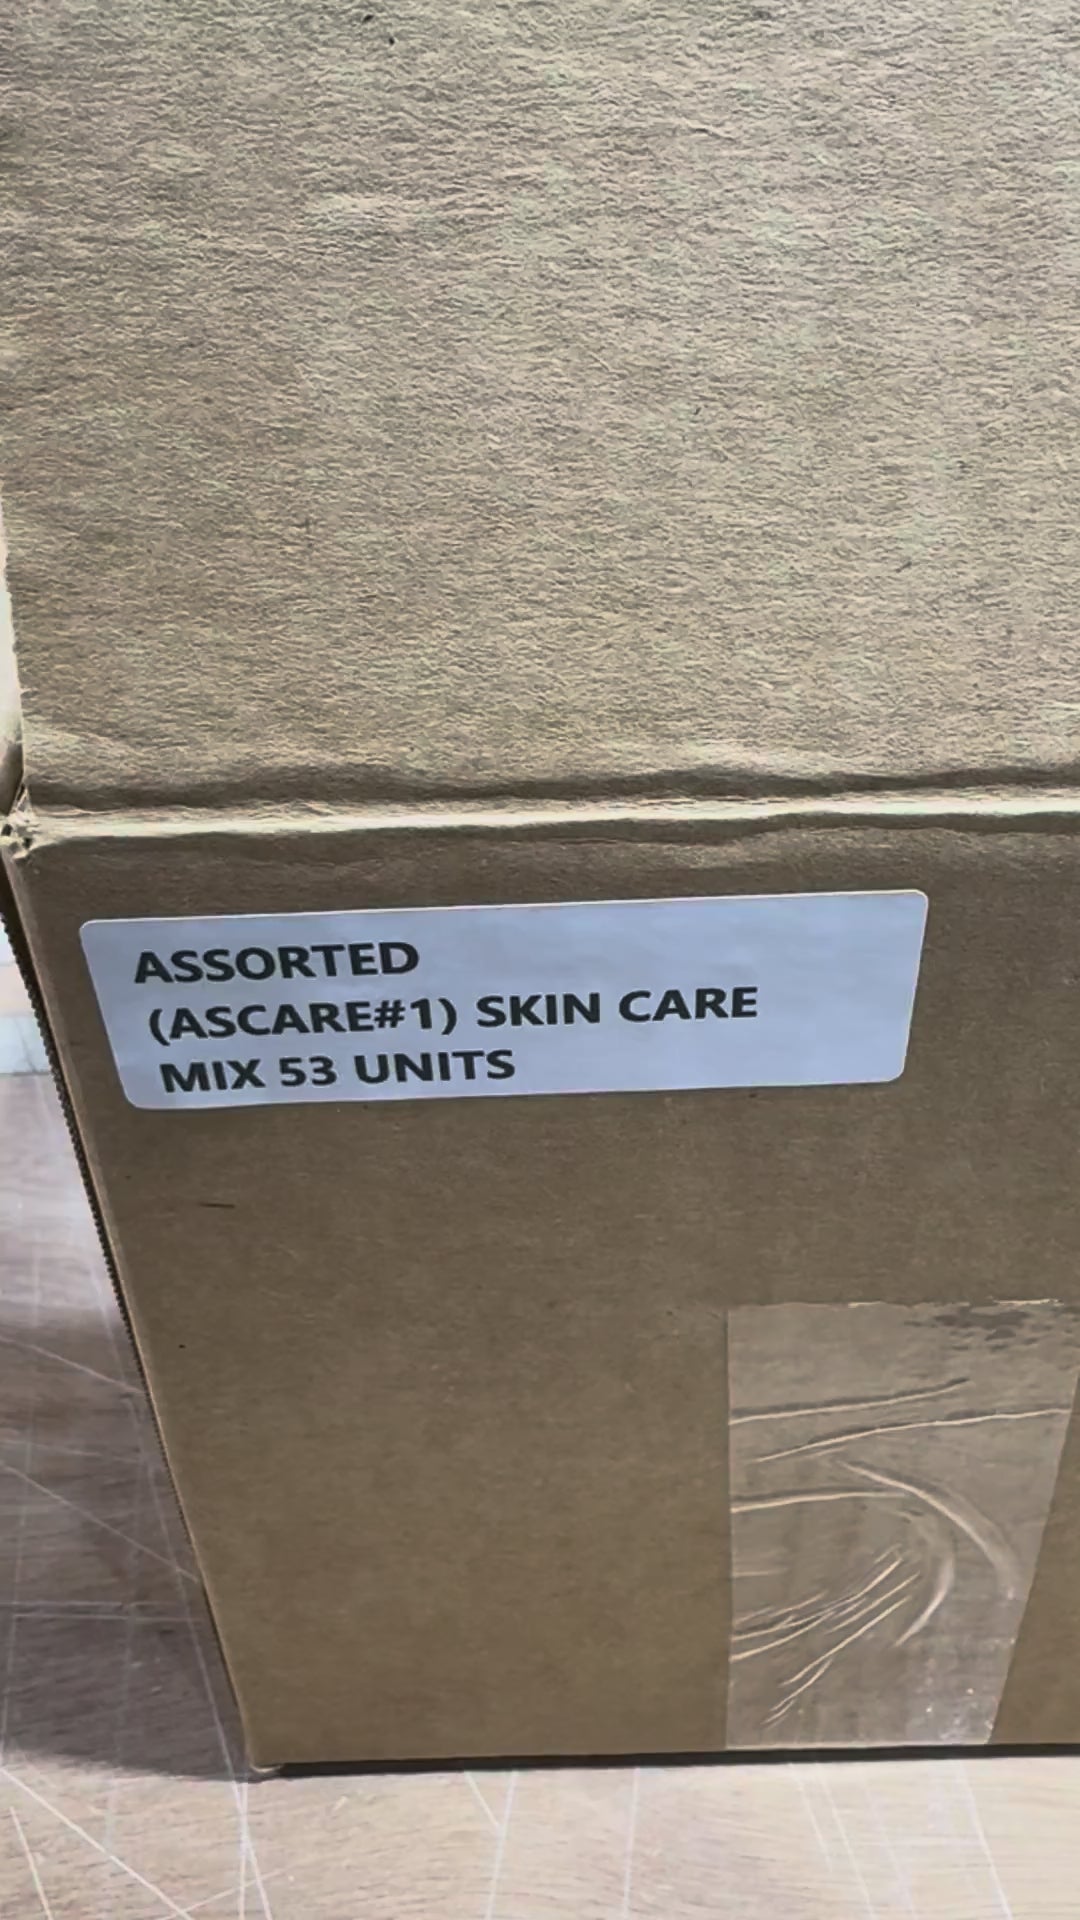 ASSORTED
(ASCARE#1) SKIN CARE
MIX 53 UNITS